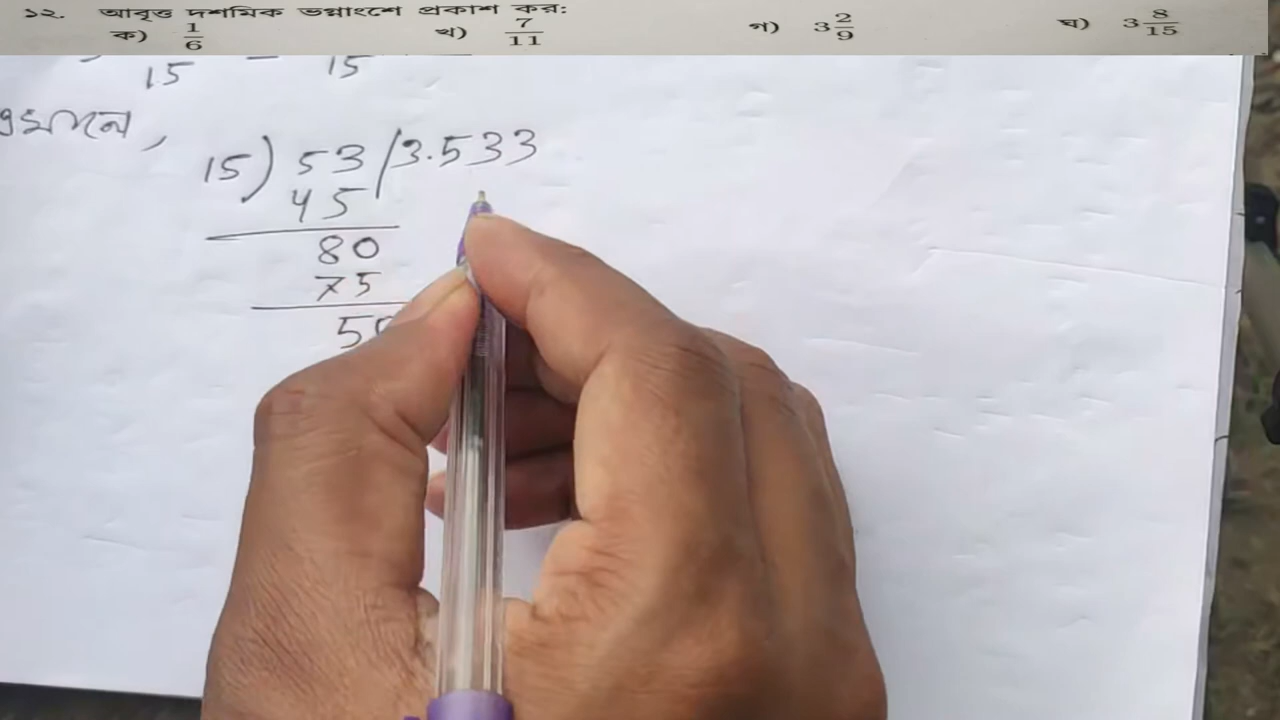 ১২. আবৃত্ত দশমিক ভগ্নাংশে প্রকাশ কর:
ক) 1/6 খ) 7/11 গ) 3 2/9 ঘ) 3 8/15
15 = 15
15 ) 53 ( 3.533
45
80
75
5